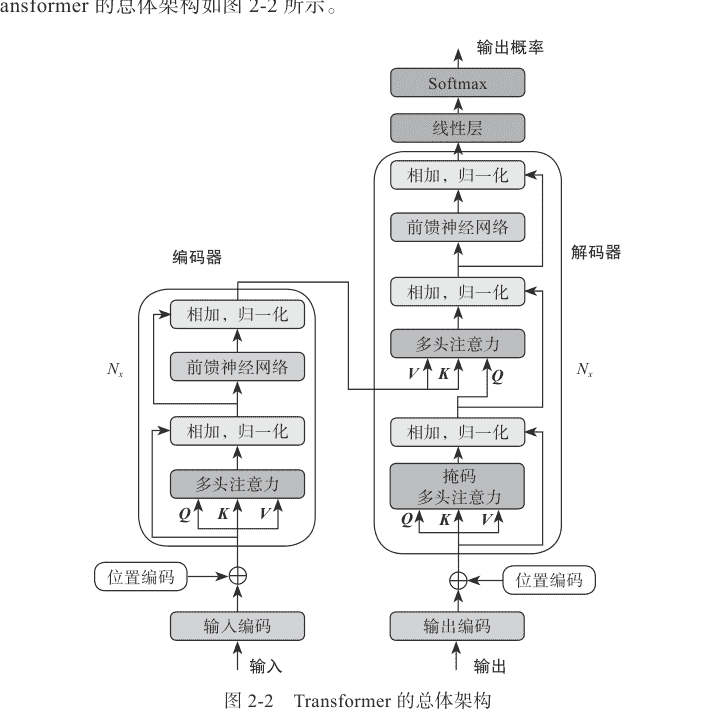 ansformer 的总体架构如图 2-2 所示。
输出概率
Softmax
线性层
相加，归一化
前馈神经网络
解码器
编码器
相加，归一化
相加，归一化
多头注意力
Nx
前馈神经网络
V K Q
Nx
相加，归一化
相加，归一化
多头注意力
掩码
多头注意力
Q K V
Q K V
位置编码
位置编码
输入编码
输出编码
输入
输出
图 2-2 Transformer 的总体架构